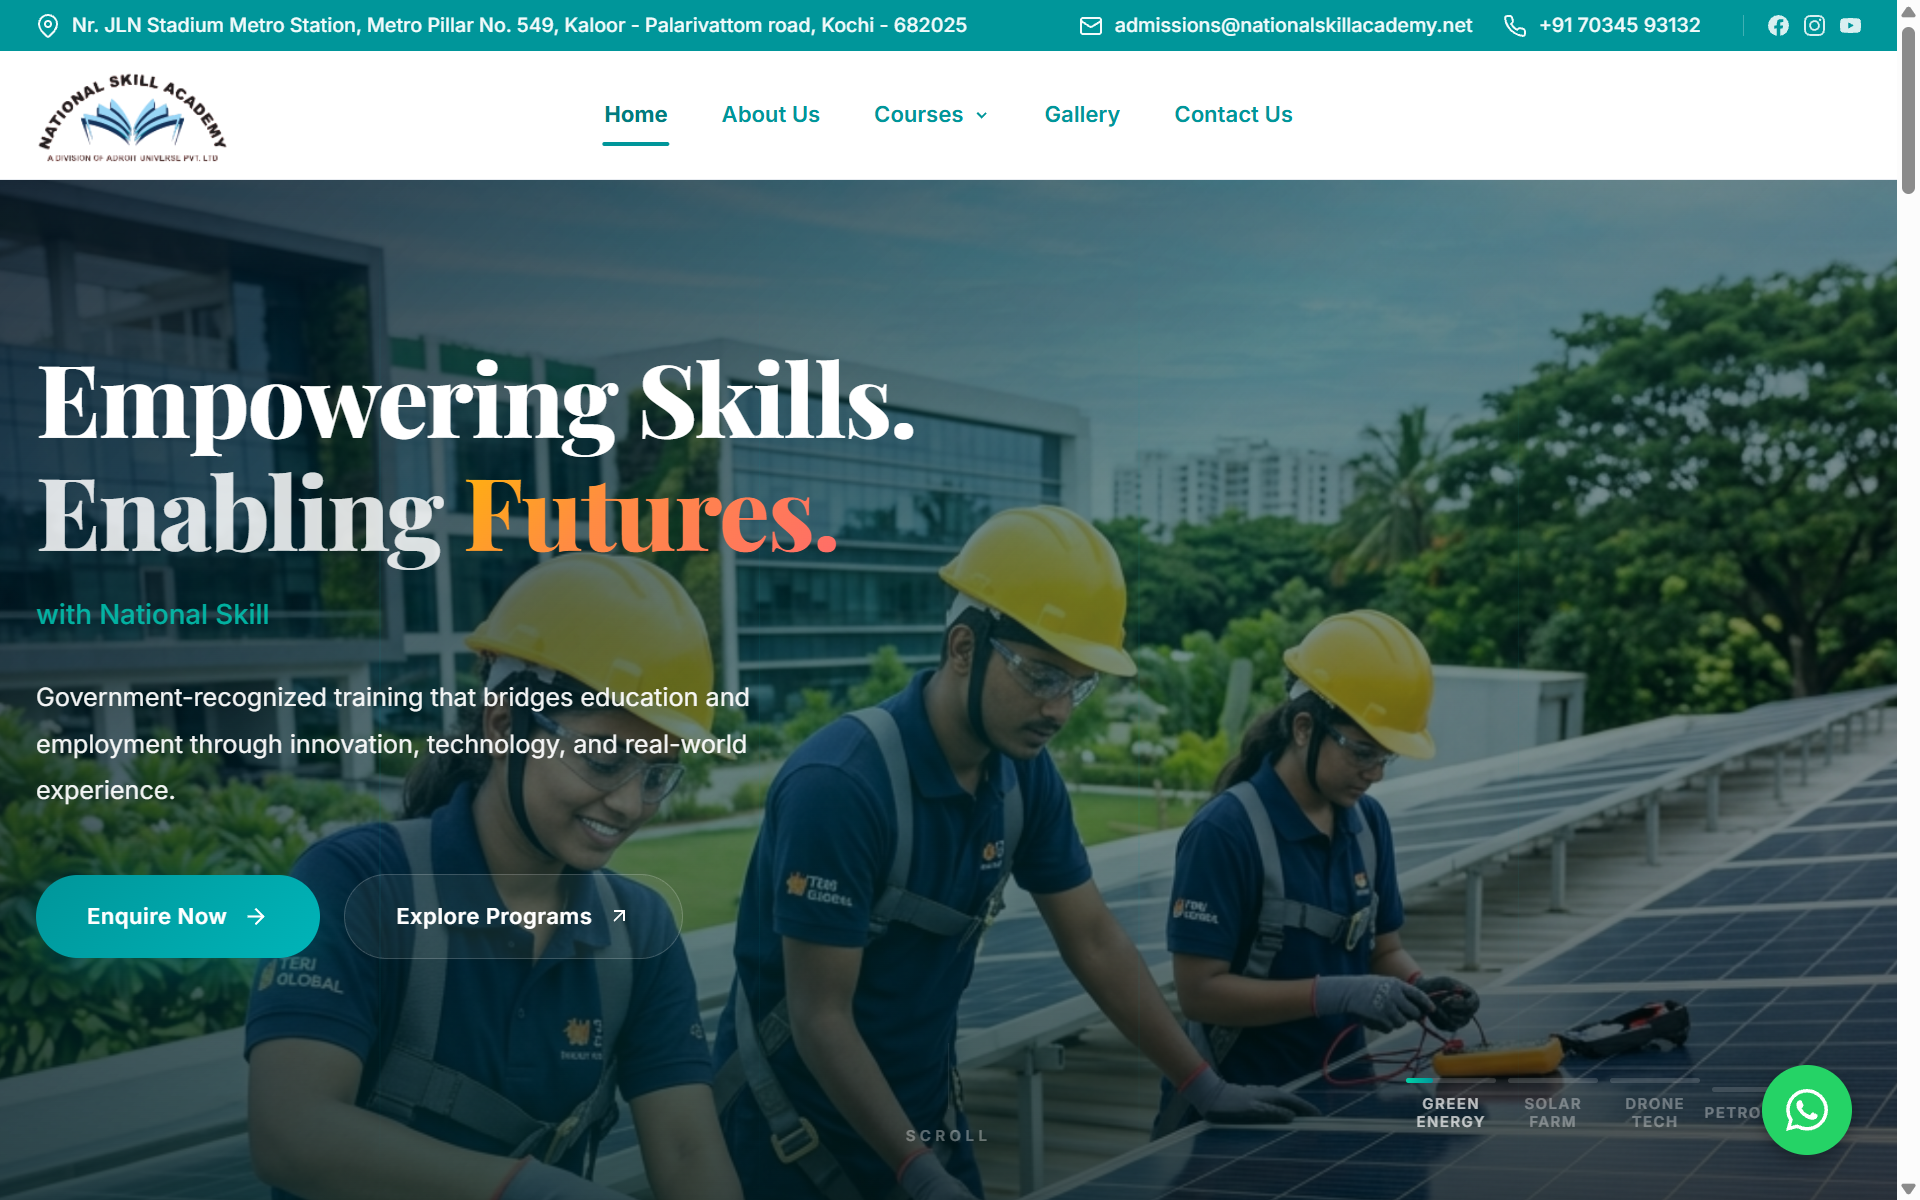 Nr. JLN Stadium Metro Station, Metro Pillar No. 549, Kaloor - Palarivattom road, Kochi - 682025
admissions@nationalskillacademy.net
+91 70345 93132
NATIONAL SKILL ACADEMY
A DIVISION OF ADROIT UNIVERSE PVT. LTD
Home
About Us
Courses
Gallery
Contact Us
Empowering Skills.
Enabling Futures.
with National Skill
Government-recognized training that bridges education and
employment through innovation, technology, and real-world
experience.
Enquire Now
Explore Programs
TERI
GLOBAL
SCROLL
GREEN
ENERGY
SOLAR
FARM
DRONE
TECH
PETRO